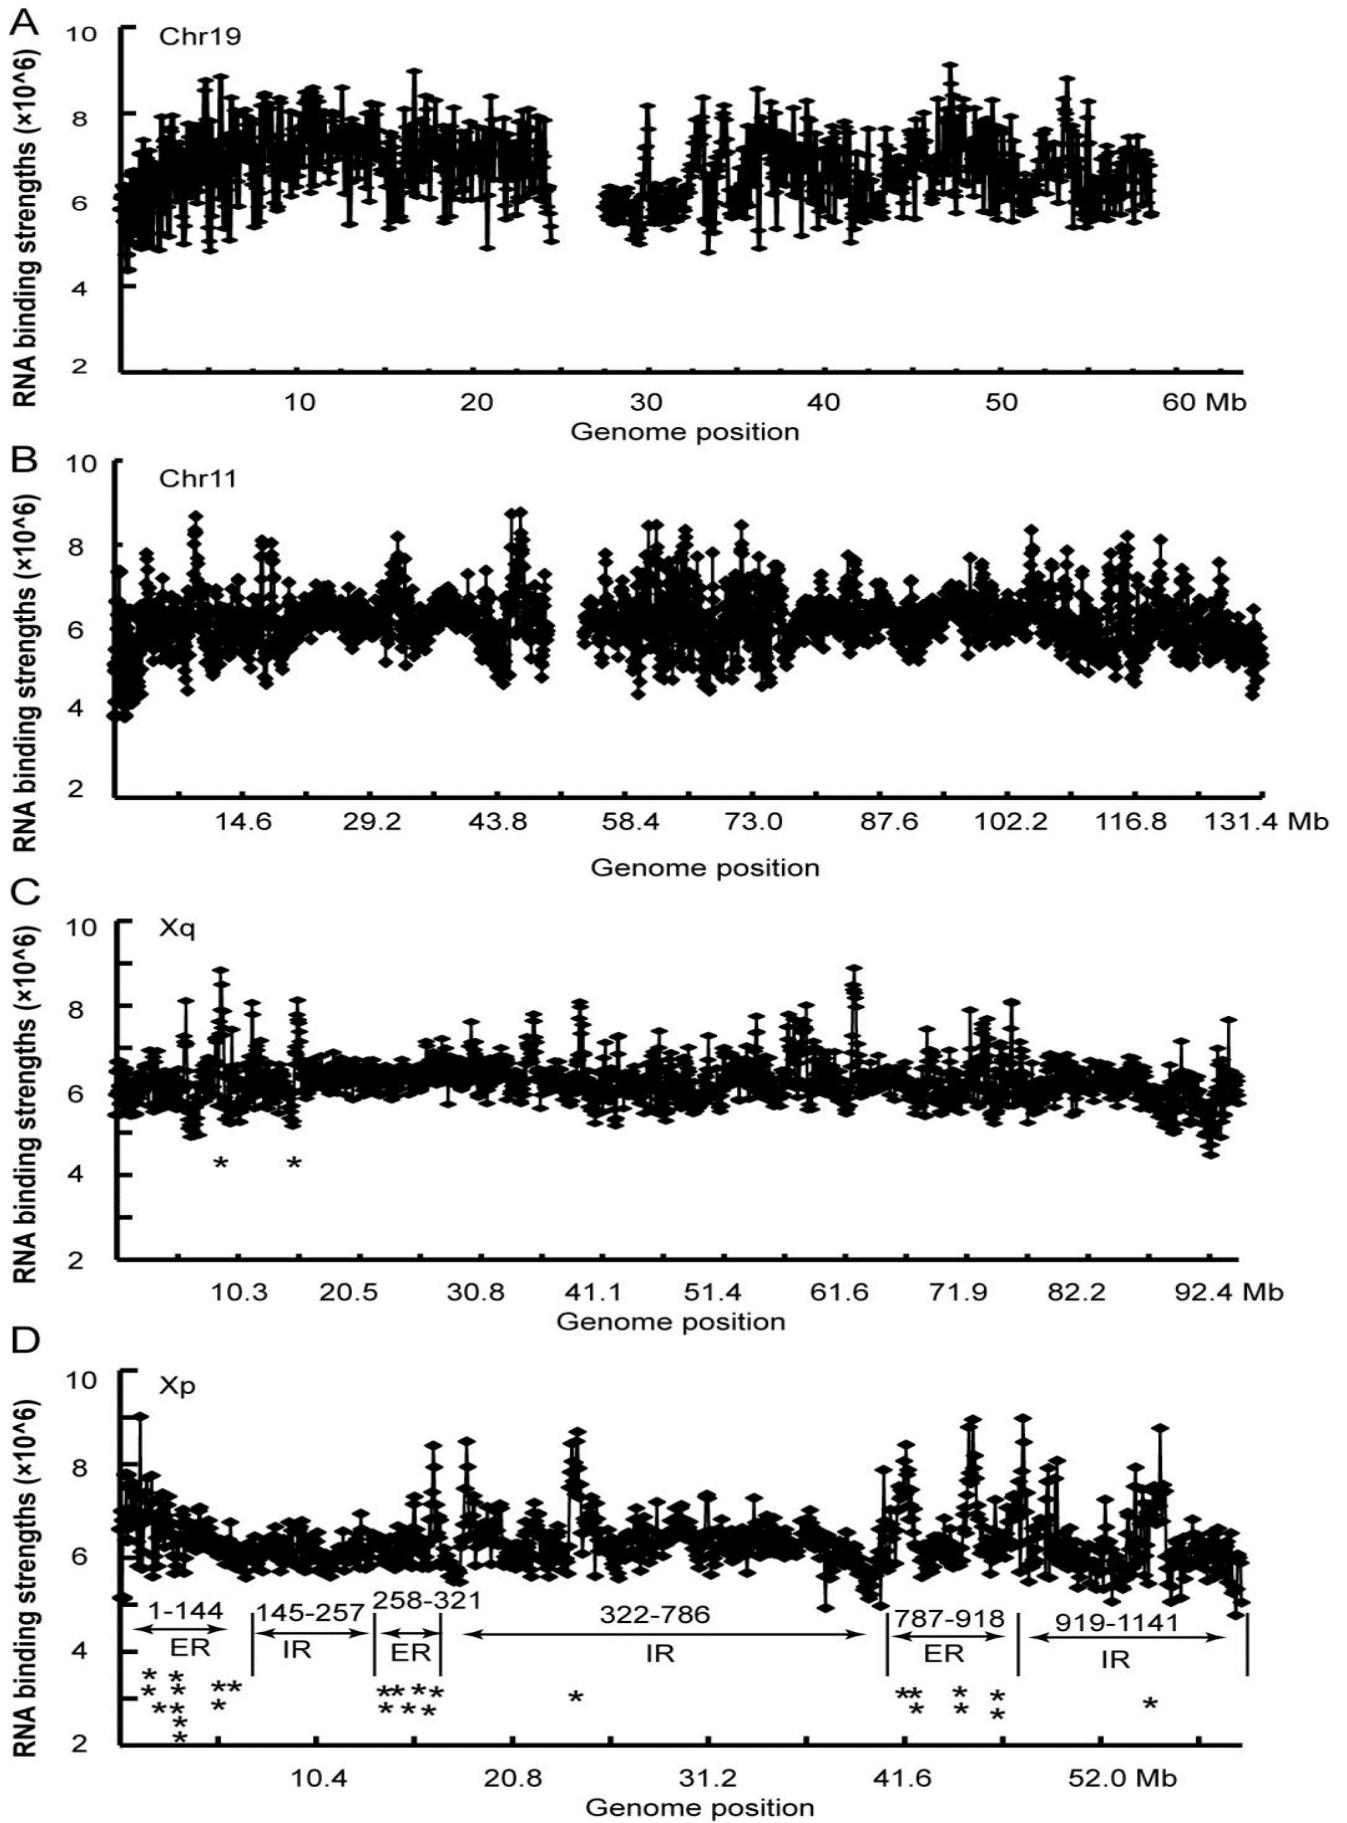 A
Chr19
RNA binding strengths (×10^6)
10
8
6
4
2
10 20 30 40 50 60 Mb
Genome position
B
Chr11
RNA binding strengths (×10^6)
10
8
6
4
2
14.6 29.2 43.8 58.4 73.0 87.6 102.2 116.8 131.4 Mb
Genome position
C
Xq
RNA binding strengths (×10^6)
10
8
6
4
2
* *
10.3 20.5 30.8 41.1 51.4 61.6 71.9 82.2 92.4 Mb
Genome position
D
Xp
RNA binding strengths (×10^6)
10
8
6
4
2
1-144 145-257 258-321 322-786 787-918 919-1141
ER IR ER IR ER IR
10.4 20.8 31.2 41.6 52.0 Mb
Genome position